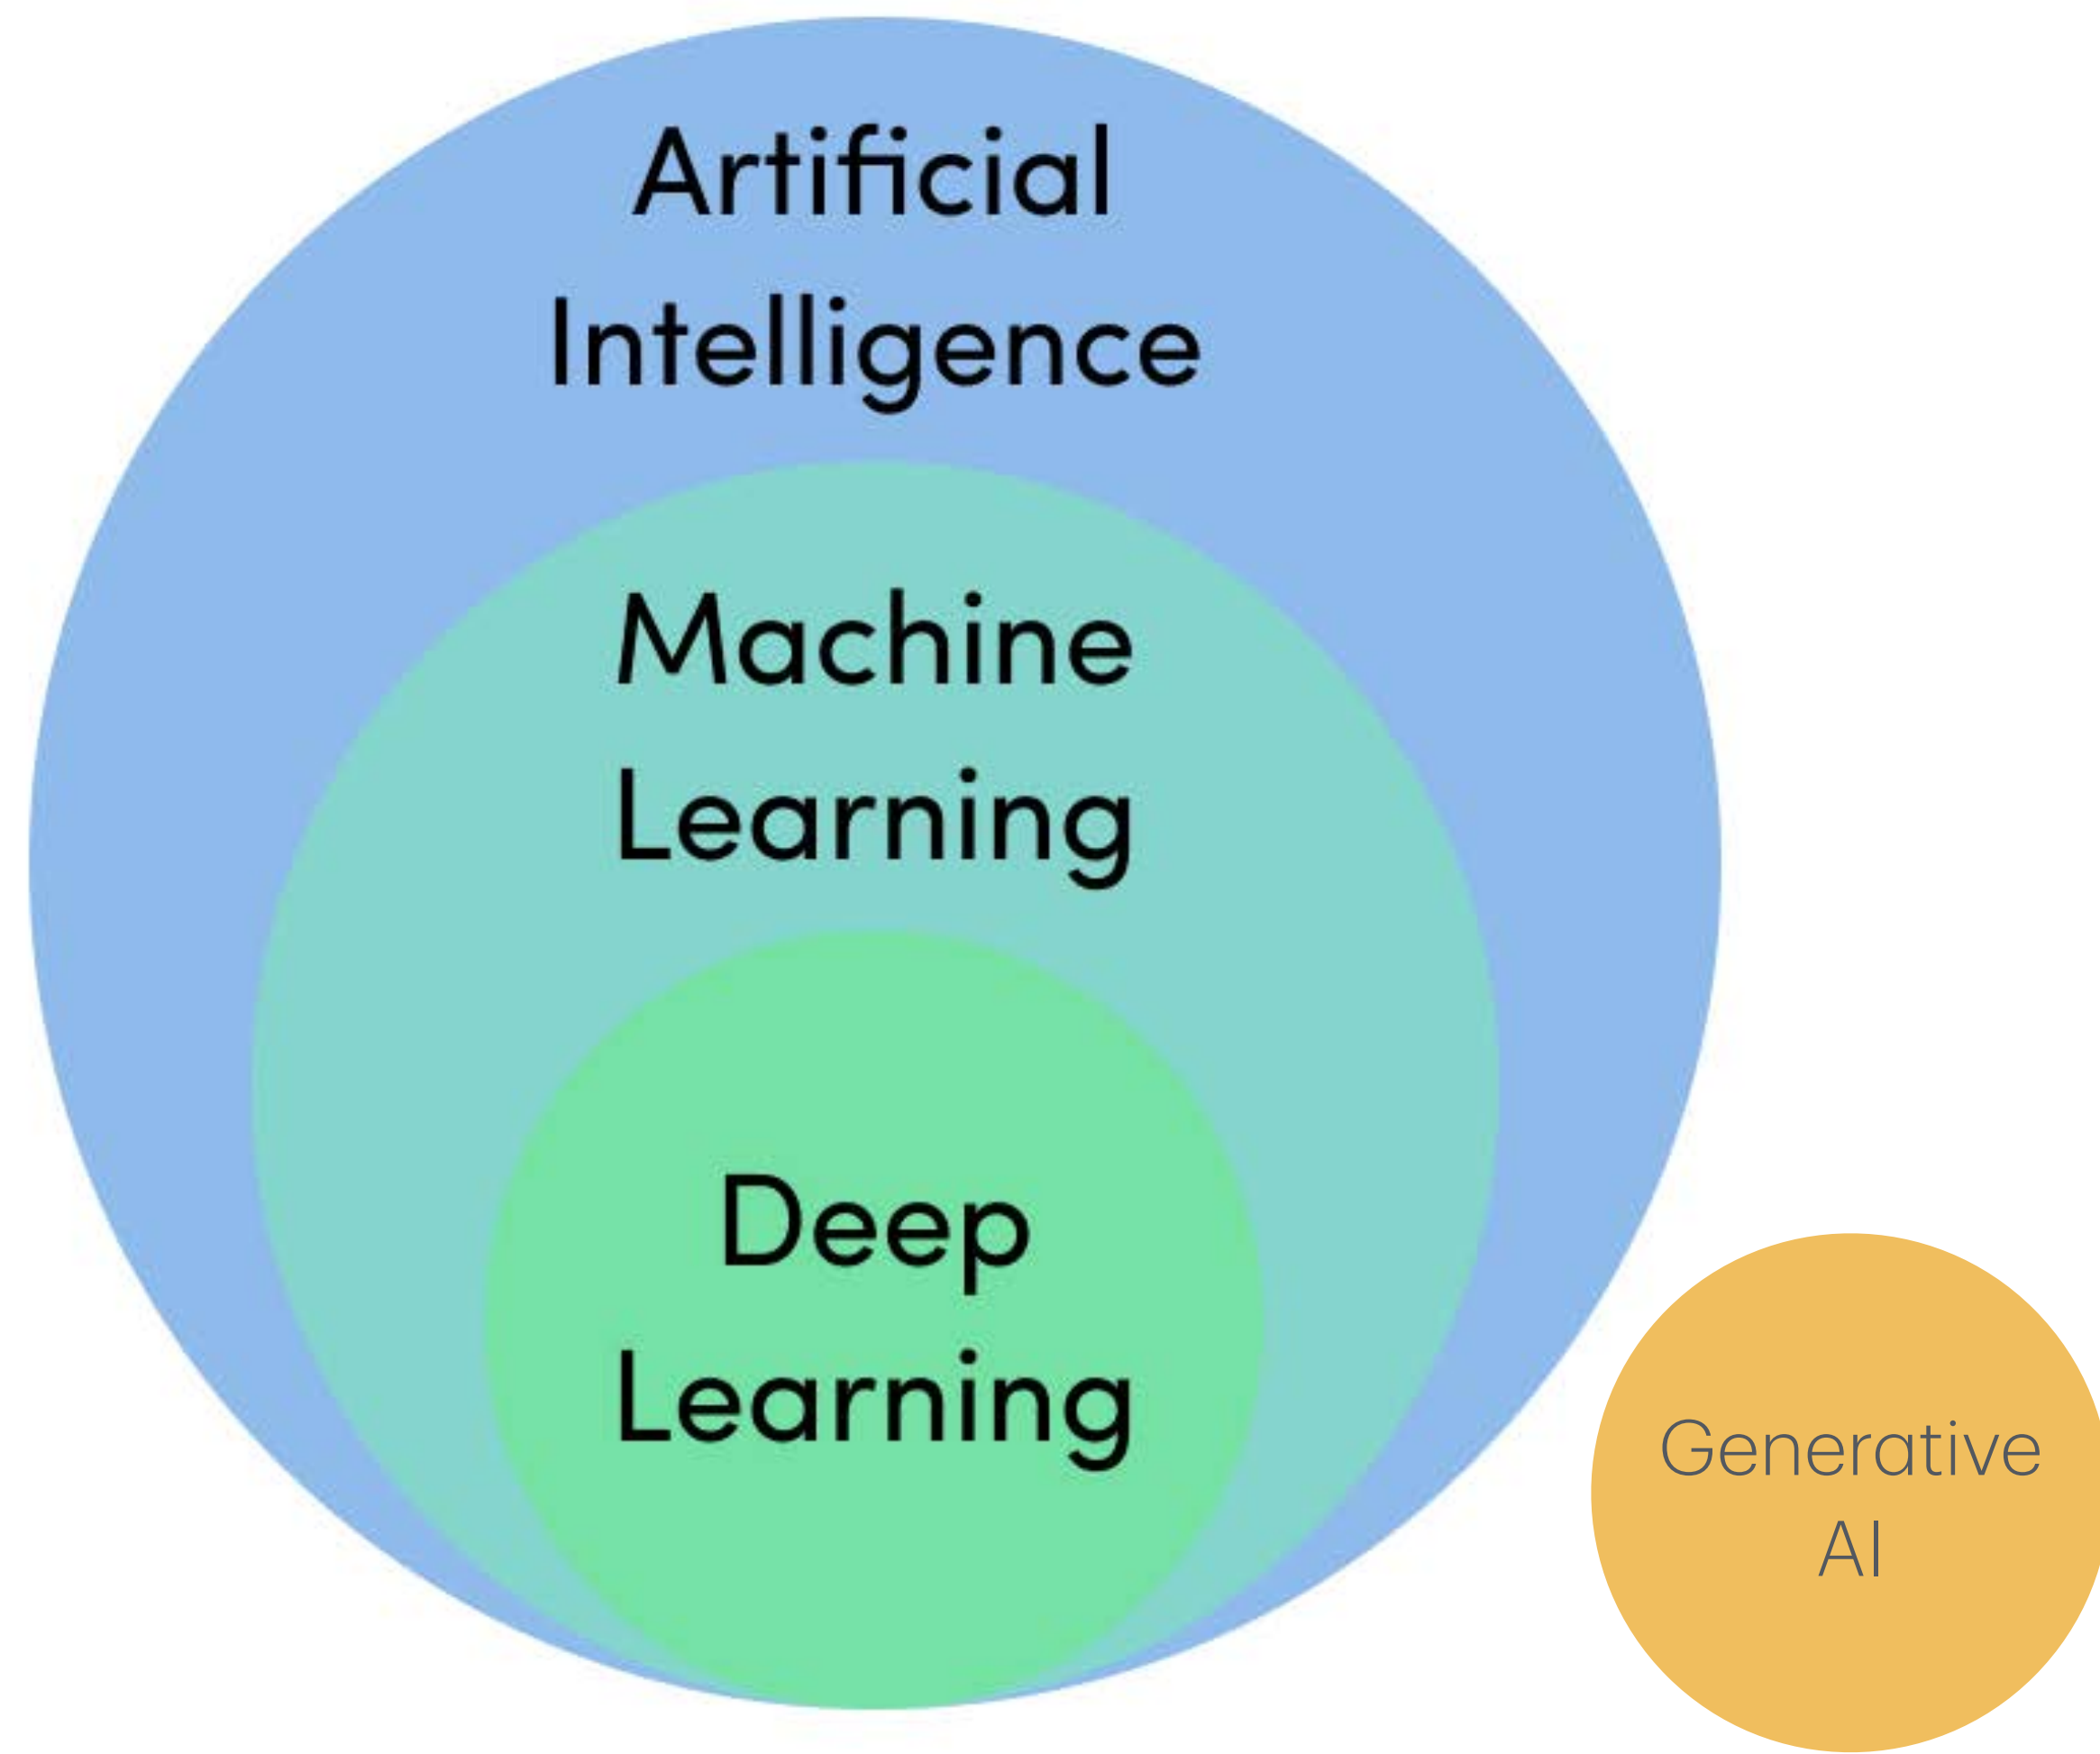 Artificial
Intelligence
Machine
Learning
Deep
Learning
Generative
AI